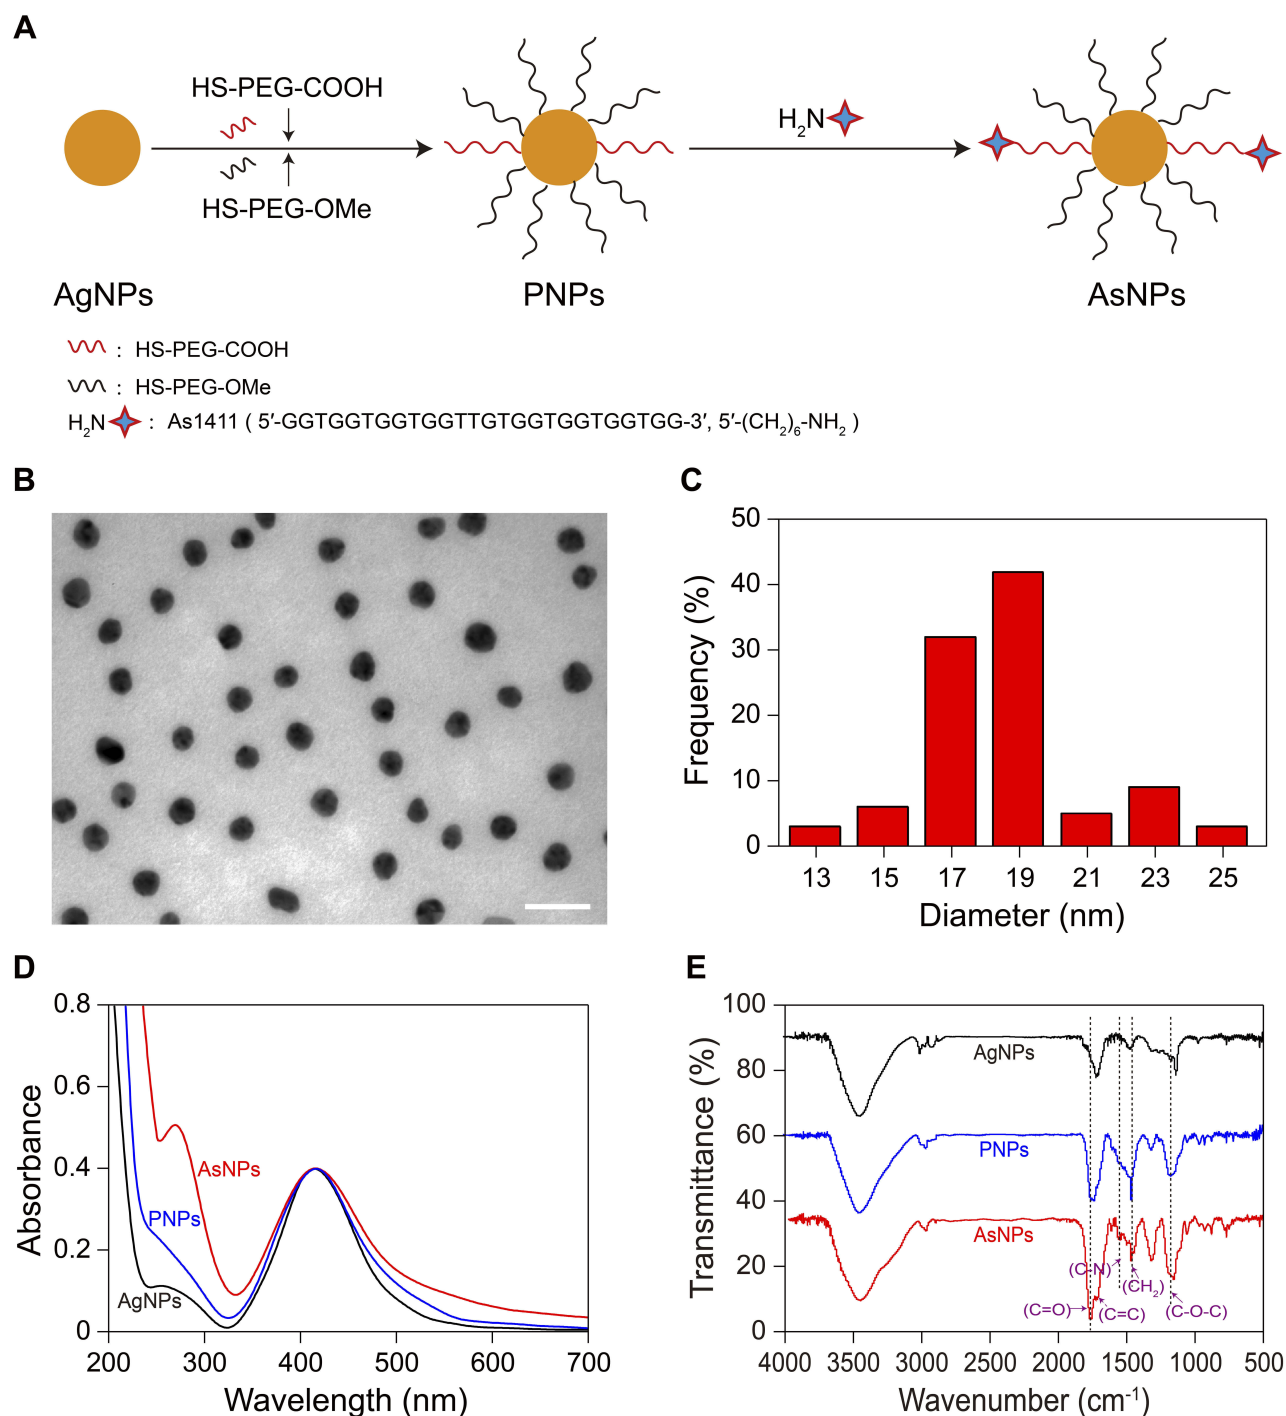 A
HS-PEG-COOH
HS-PEG-OMe
H2N
AgNPs
PNPs
AsNPs
: HS-PEG-COOH
: HS-PEG-OMe
H2N : As1411 ( 5′-GGTGGTGGTGGTTGTGGTGGTGGTGG-3′, 5′-(CH2)6-NH2 )
B
C
Frequency (%)
50
40
30
20
10
0
13 15 17 19 21 23 25
Diameter (nm)
D
Absorbance
0.8
0.6
0.4
0.2
0
AsNPs
PNPs
AgNPs
200 300 400 500 600 700
Wavelength (nm)
E
Transmittance (%)
100
80
60
40
20
0
AgNPs
PNPs
AsNPs
(C-N)
(CH2)
(C=O)
(C=C)
(C-O-C)
4000 3500 3000 2000 1500 1000 500
Wavenumber (cm-1)